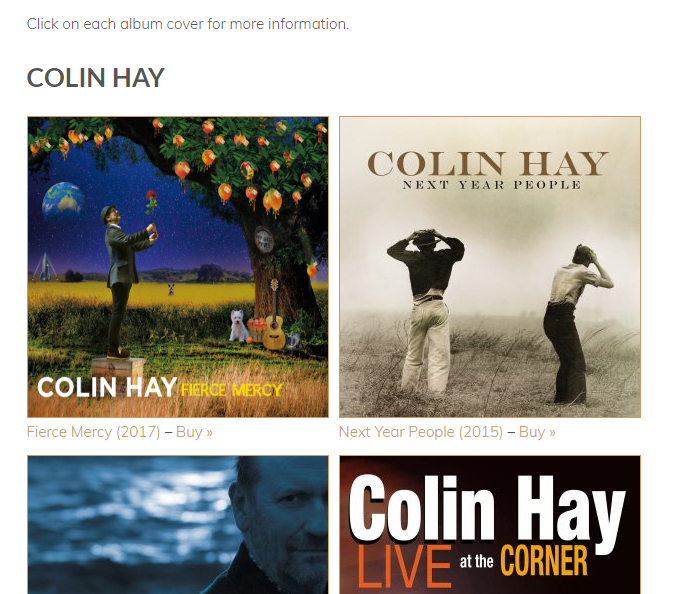 Click on each album cover for more information.
COLIN HAY
COLIN HAY
NEXT YEAR PEOPLE
COLIN HAY FIERCE MERCY
Fierce Mercy (2017) – Buy »
Next Year People (2015) – Buy »
Colin Hay
LIVE at the CORNER